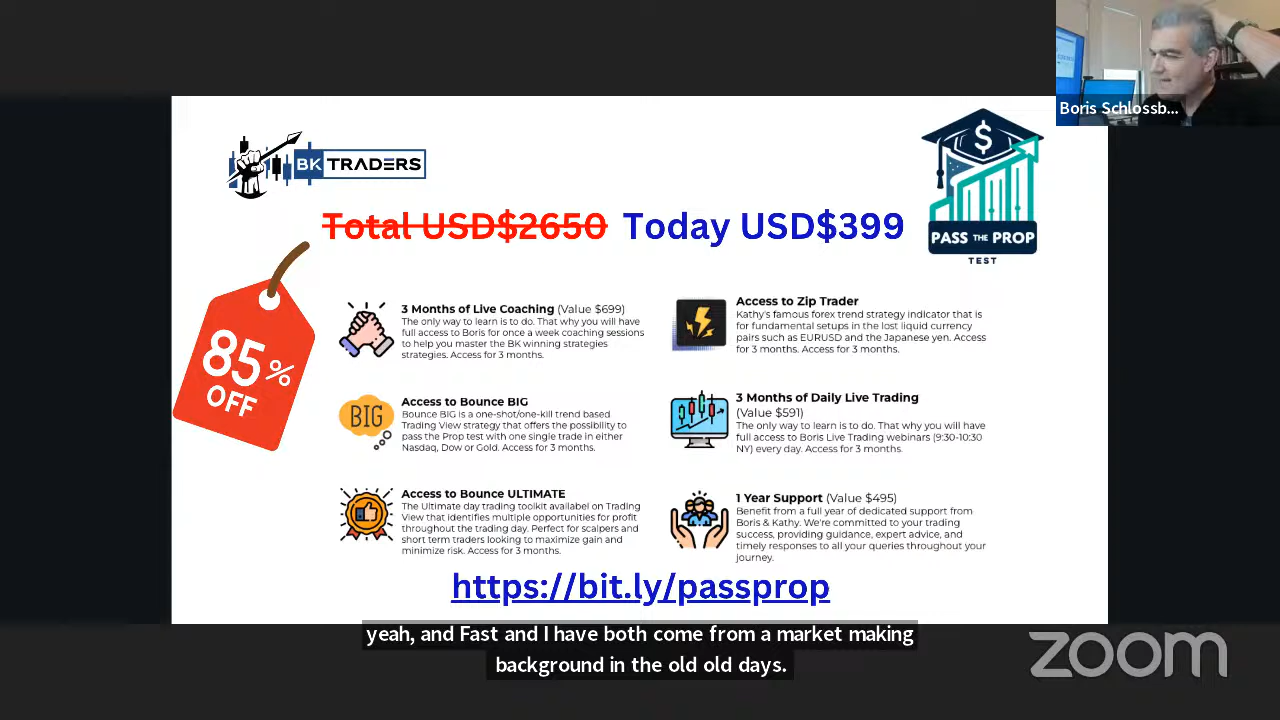 Boris Schlossb...
BK TRADERS
Total USD$2650 Today USD$399
$
PASS THE PROP
TEST
85%
OFF
3 Months of Live Coaching (Value $699)
The only way to learn is to do. That why you will have
full access to Boris for once a week coaching sessions
to help you master the BK winning strategies
strategies. Access for 3 months.
Access to Zip Trader
Kathy's famous forex trend strategy indicator that is
for fundamental setups in the lost liquid currency
pairs such as EURUSD and the Japanese yen. Access
for 3 months. Access for 3 months.
BIG
Access to Bounce BIG
Bounce BIG is a one-shot/one-kill trend based
Trading View strategy that offers the possibility to
pass the Prop test with one single trade in either
Nasdaq, Dow or Gold. Access for 3 months.
3 Months of Daily Live Trading
(Value $591)
The only way to learn is to do. That why you will have
full access to Boris Live Trading webinars (9:30-10:30
NY) every day. Access for 3 months.
Access to Bounce ULTIMATE
The Ultimate day trading toolkit availabel on Trading
View that identifies multiple opportunities for profit
throughout the trading day. Perfect for scalpers and
short term traders looking to maximize gain and
minimize risk. Access for 3 months.
1 Year Support (Value $495)
Benefit from a full year of dedicated support from
Boris & Kathy. We're committed to your trading
success, providing guidance, expert advice, and
timely responses to all your queries throughout your
journey.
https://bit.ly/passprop
yeah, and Fast and I have both come from a market making
background in the old old days.
zoom